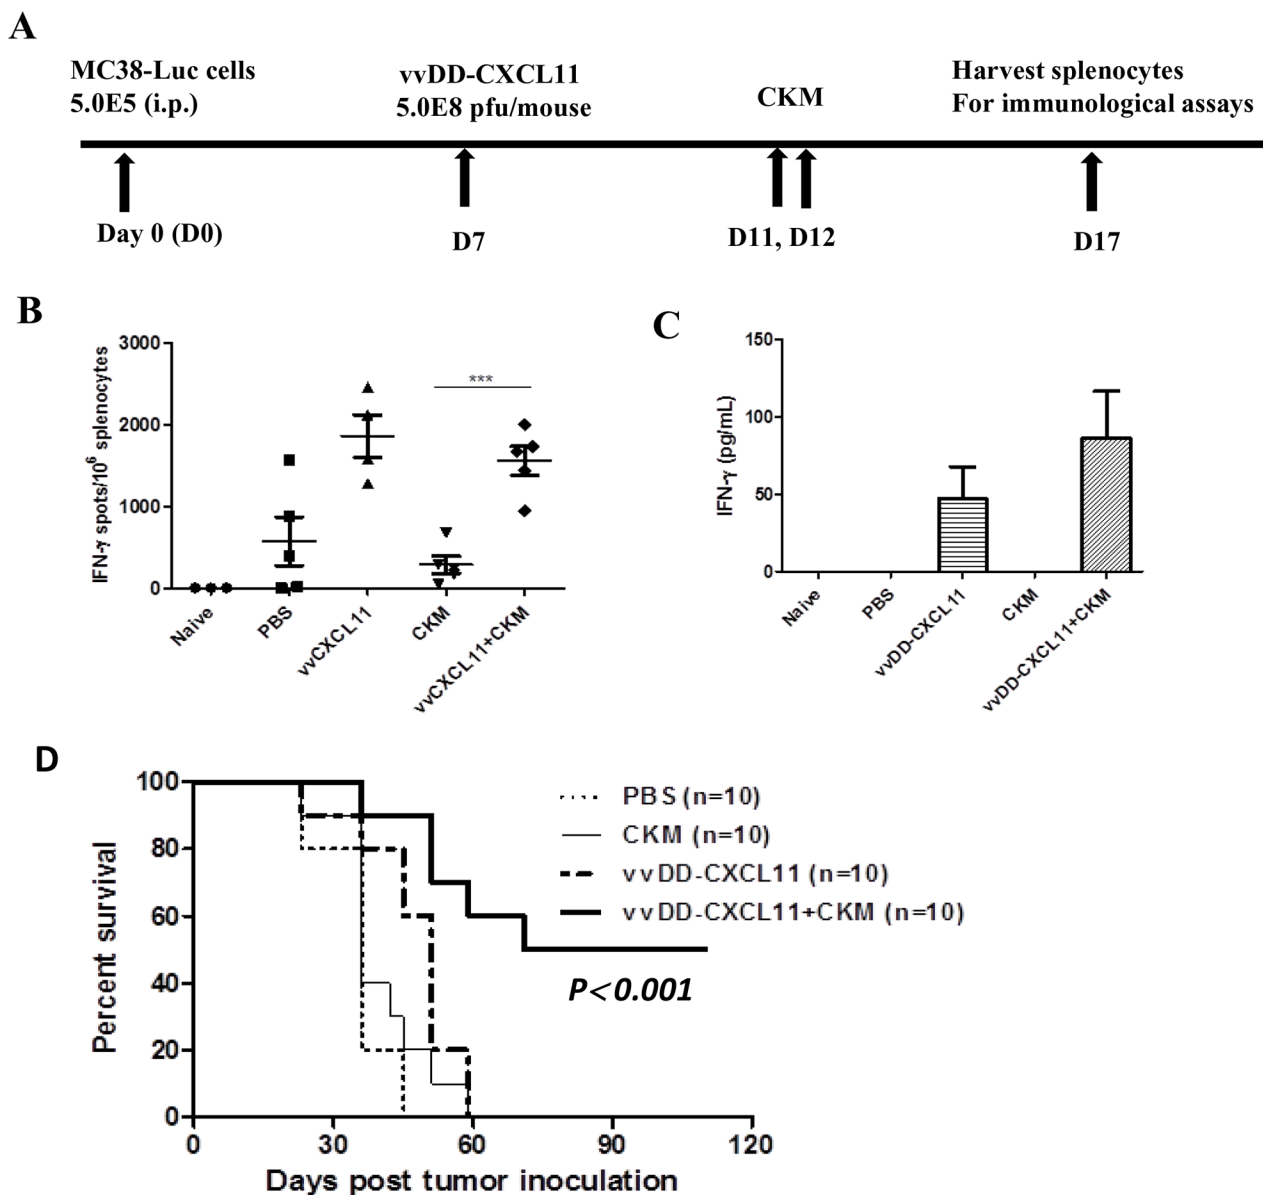 A
MC38-Luc cells
5.0E5 (i.p.)
vvDD-CXCL11
5.0E8 pfu/mouse
CKM
Harvest splenocytes
For immunological assays
Day 0 (D0)
D7
D11, D12
D17
B
IFN-γ spots/10⁶ splenocytes
3000
2000
1000
0
***
Naive
PBS
vvCXCL11
CKM
vvCXCL11+CKM
C
IFN-γ (pg/mL)
150
100
50
0
Naive
PBS
vvDD-CXCL11
CKM
vvDD-CXCL11+CKM
D
Percent survival
100
80
60
40
20
0
PBS (n=10)
CKM (n=10)
vvDD-CXCL11 (n=10)
vvDD-CXCL11+CKM (n=10)
P<0.001
0
30
60
90
120
Days post tumor inoculation